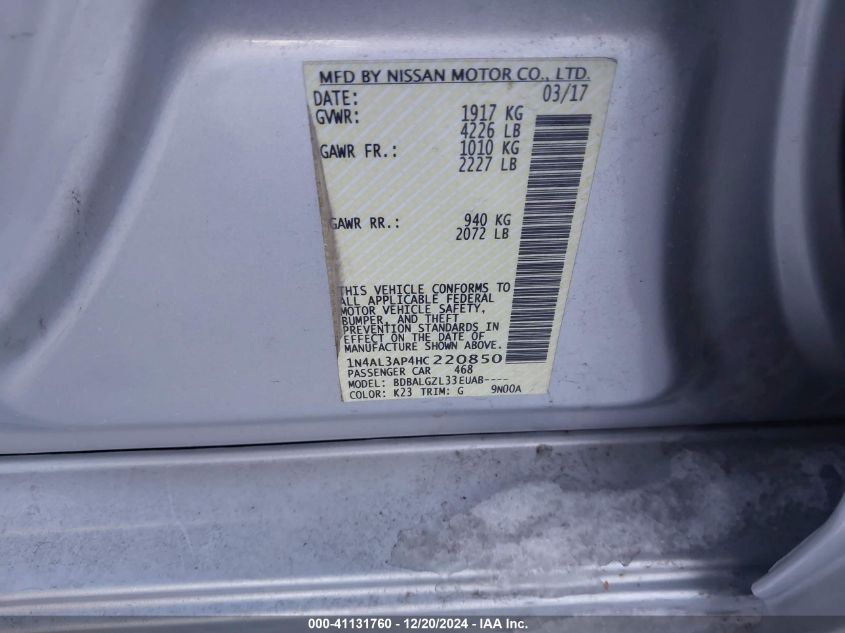 MFD BY NISSAN MOTOR CO., LTD.
DATE: 03/17
GVWR: 1917 KG
4226 LB
GAWR FR.: 1010 KG
2227 LB
GAWR RR.: 940 KG
2072 LB
THIS VEHICLE CONFORMS TO
ALL APPLICABLE FEDERAL
MOTOR VEHICLE SAFETY,
BUMPER, AND THEFT
PREVENTION STANDARDS IN
EFFECT ON THE DATE OF
MANUFACTURE SHOWN ABOVE.
1N4AL3AP4HC220850
PASSENGER CAR 468
MODEL: BDBALGZL33EUAB----
COLOR: K23 TRIM: G 9N00A
000-41131760 - 12/20/2024 - IAA Inc.